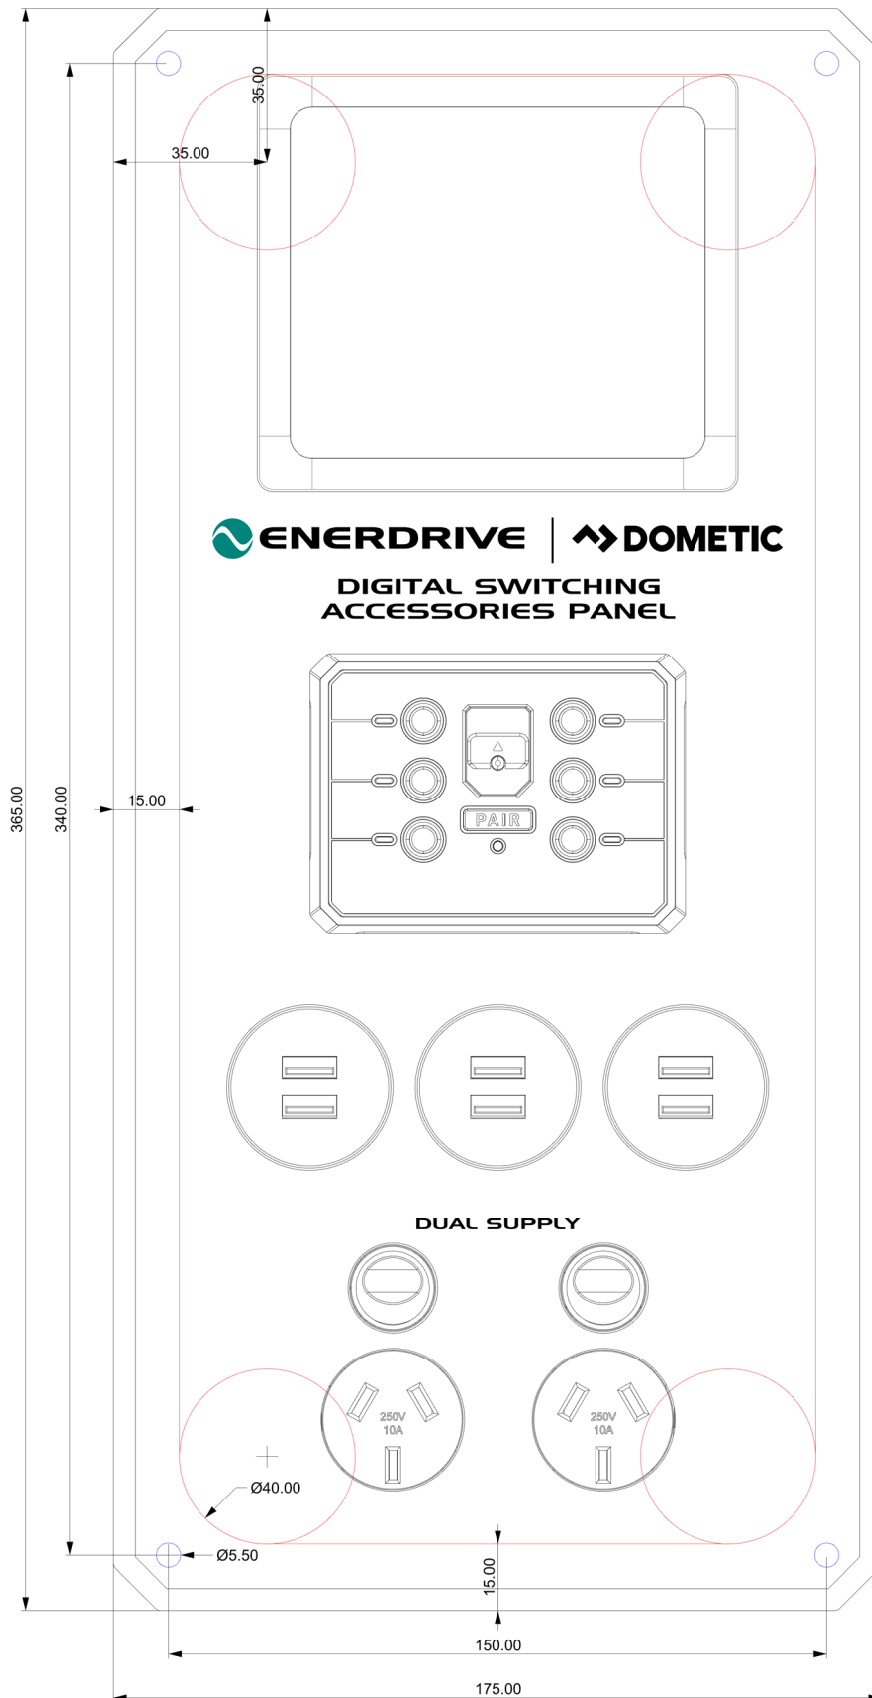 35.00
35.00
ENERDRIVE | DOMETIC
DIGITAL SWITCHING
ACCESSORIES PANEL
365.00
340.00
15.00
PAIR
DUAL SUPPLY
250V
10A
250V
10A
Ø40.00
Ø5.50
15.00
150.00
175.00